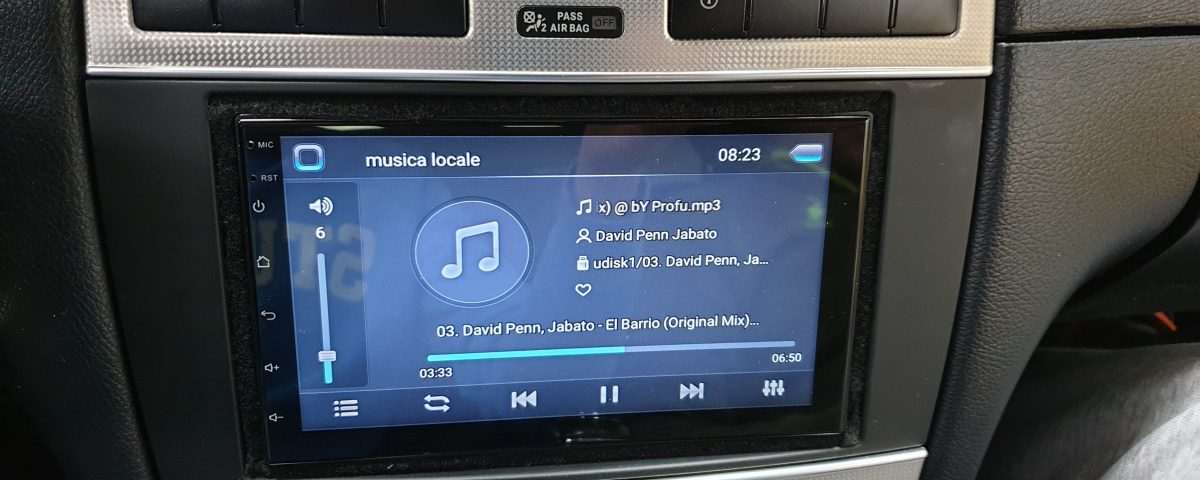 PASS
2 AIR BAG OFF
MIC
RST
musica locale
08:23
6
x) @ bY Profu.mp3
David Penn Jabato
udisk1/03. David Penn, Ja...
03. David Penn, Jabato - El Barrio (Original Mix)...
03:33
06:50